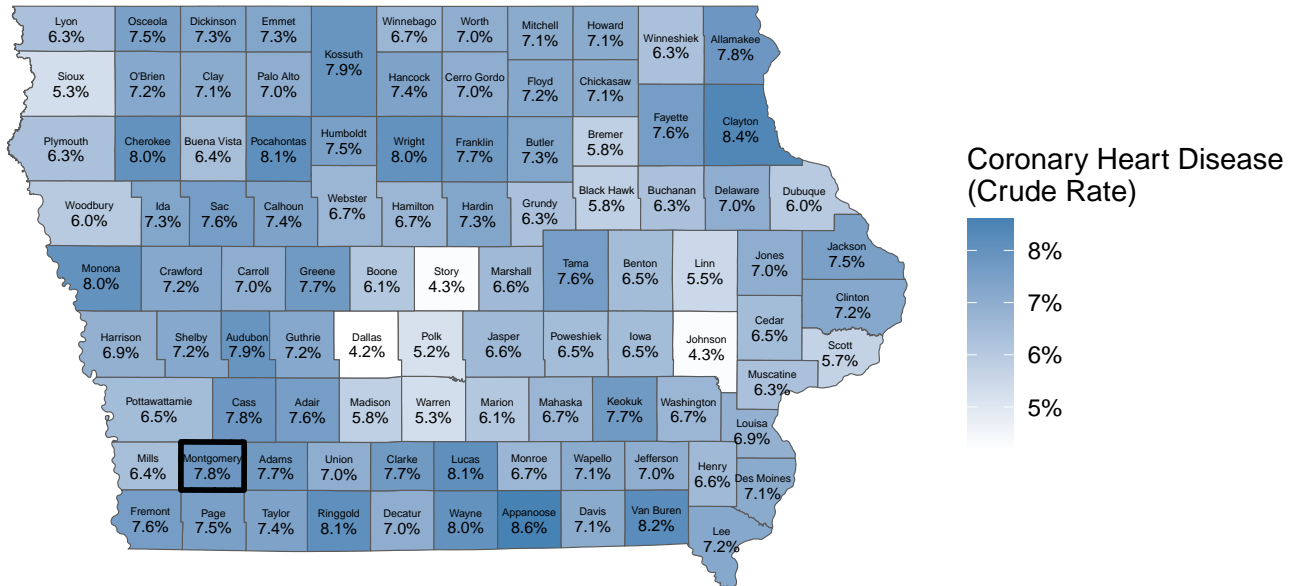 Lyon
6.3%
Osceola
7.5%
Dickinson
7.3%
Emmet
7.3%
Kossuth
7.9%
Winnebago
6.7%
Worth
7.0%
Mitchell
7.1%
Howard
7.1%
Winneshiek
6.3%
Allamakee
7.8%
Sioux
5.3%
O'Brien
7.2%
Clay
7.1%
Palo Alto
7.0%
Hancock
7.4%
Cerro Gordo
7.0%
Floyd
7.2%
Chickasaw
7.1%
Fayette
7.6%
Clayton
8.4%
Plymouth
6.3%
Cherokee
8.0%
Buena Vista
6.4%
Pocahontas
8.1%
Humboldt
7.5%
Wright
8.0%
Franklin
7.7%
Butler
7.3%
Bremer
5.8%
Woodbury
6.0%
Ida
7.3%
Sac
7.6%
Calhoun
7.4%
Webster
6.7%
Hamilton
6.7%
Hardin
7.3%
Grundy
6.3%
Black Hawk
5.8%
Buchanan
6.3%
Delaware
7.0%
Dubuque
6.0%
Monona
8.0%
Crawford
7.2%
Carroll
7.0%
Greene
7.7%
Boone
6.1%
Story
4.3%
Marshall
6.6%
Tama
7.6%
Benton
6.5%
Linn
5.5%
Jones
7.0%
Jackson
7.5%
Clinton
7.2%
Harrison
6.9%
Shelby
7.2%
Audubon
7.9%
Guthrie
7.2%
Dallas
4.2%
Polk
5.2%
Jasper
6.6%
Poweshiek
6.5%
Iowa
6.5%
Johnson
4.3%
Cedar
6.5%
Scott
5.7%
Muscatine
6.3%
Pottawattamie
6.5%
Cass
7.8%
Adair
7.6%
Madison
5.8%
Warren
5.3%
Marion
6.1%
Mahaska
6.7%
Keokuk
7.7%
Washington
6.7%
Louisa
6.9%
Mills
6.4%
Montgomery
7.8%
Adams
7.7%
Union
7.0%
Clarke
7.7%
Lucas
8.1%
Monroe
6.7%
Wapello
7.1%
Jefferson
7.0%
Henry
6.6%
Des Moines
7.1%
Fremont
7.6%
Page
7.5%
Taylor
7.4%
Ringgold
8.1%
Decatur
7.0%
Wayne
8.0%
Appanoose
8.6%
Davis
7.1%
Van Buren
8.2%
Lee
7.2%
Coronary Heart Disease
(Crude Rate)
8%
7%
6%
5%